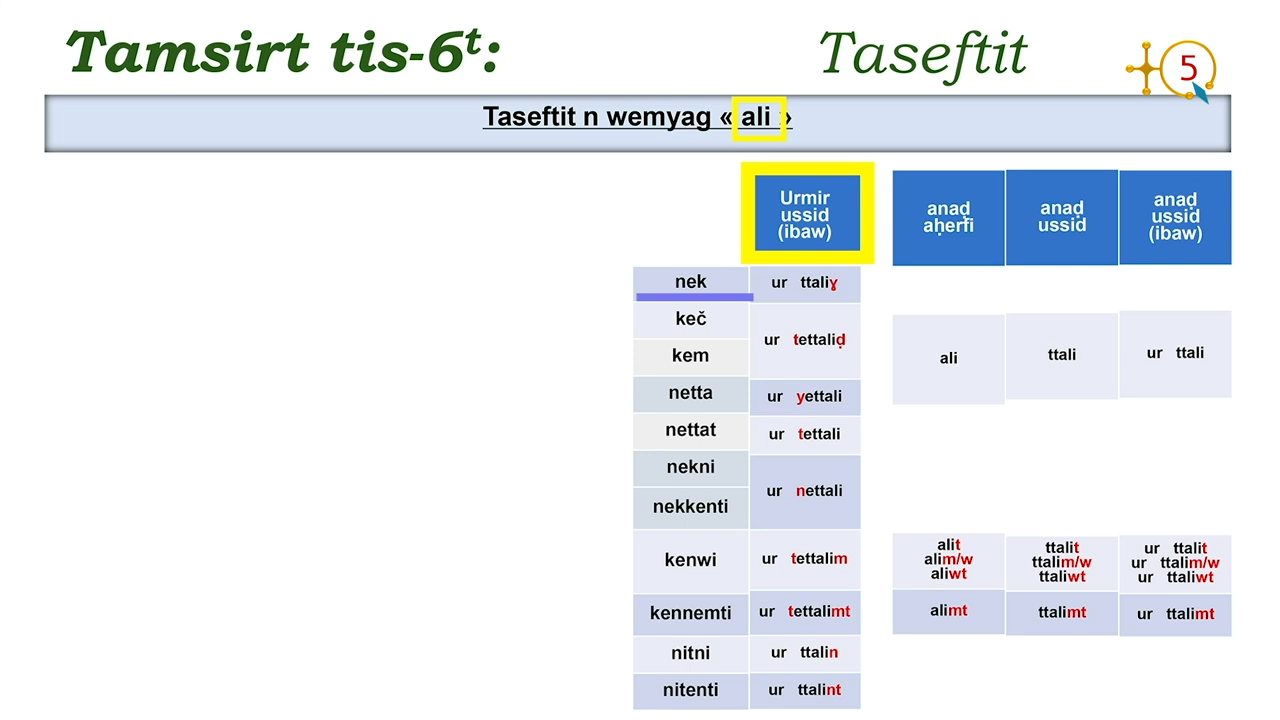 Tamsirt tis-6t: Taseftit
5
Taseftit n wemyag « ali »
Urmir
ussid
(ibaw)
anaḍ
aḥerfi
anaḍ
ussid
anaḍ
ussid
(ibaw)
nek ur ttaliɣ
keč
kem
ur tettaliḍ
netta ur yettali
nettat ur tettali
nekni
nekkenti
ur nettali
kenwi ur tettalim
kennemti ur tettalimt
nitni ur ttalin
nitenti ur ttalint
ali ttali ur ttali
alit
alim/w
aliwt
ttalit
ttalim/w
ttaliwt
ur ttalit
ur ttalim/w
ur ttaliwt
alimt ttalimt ur ttalimt